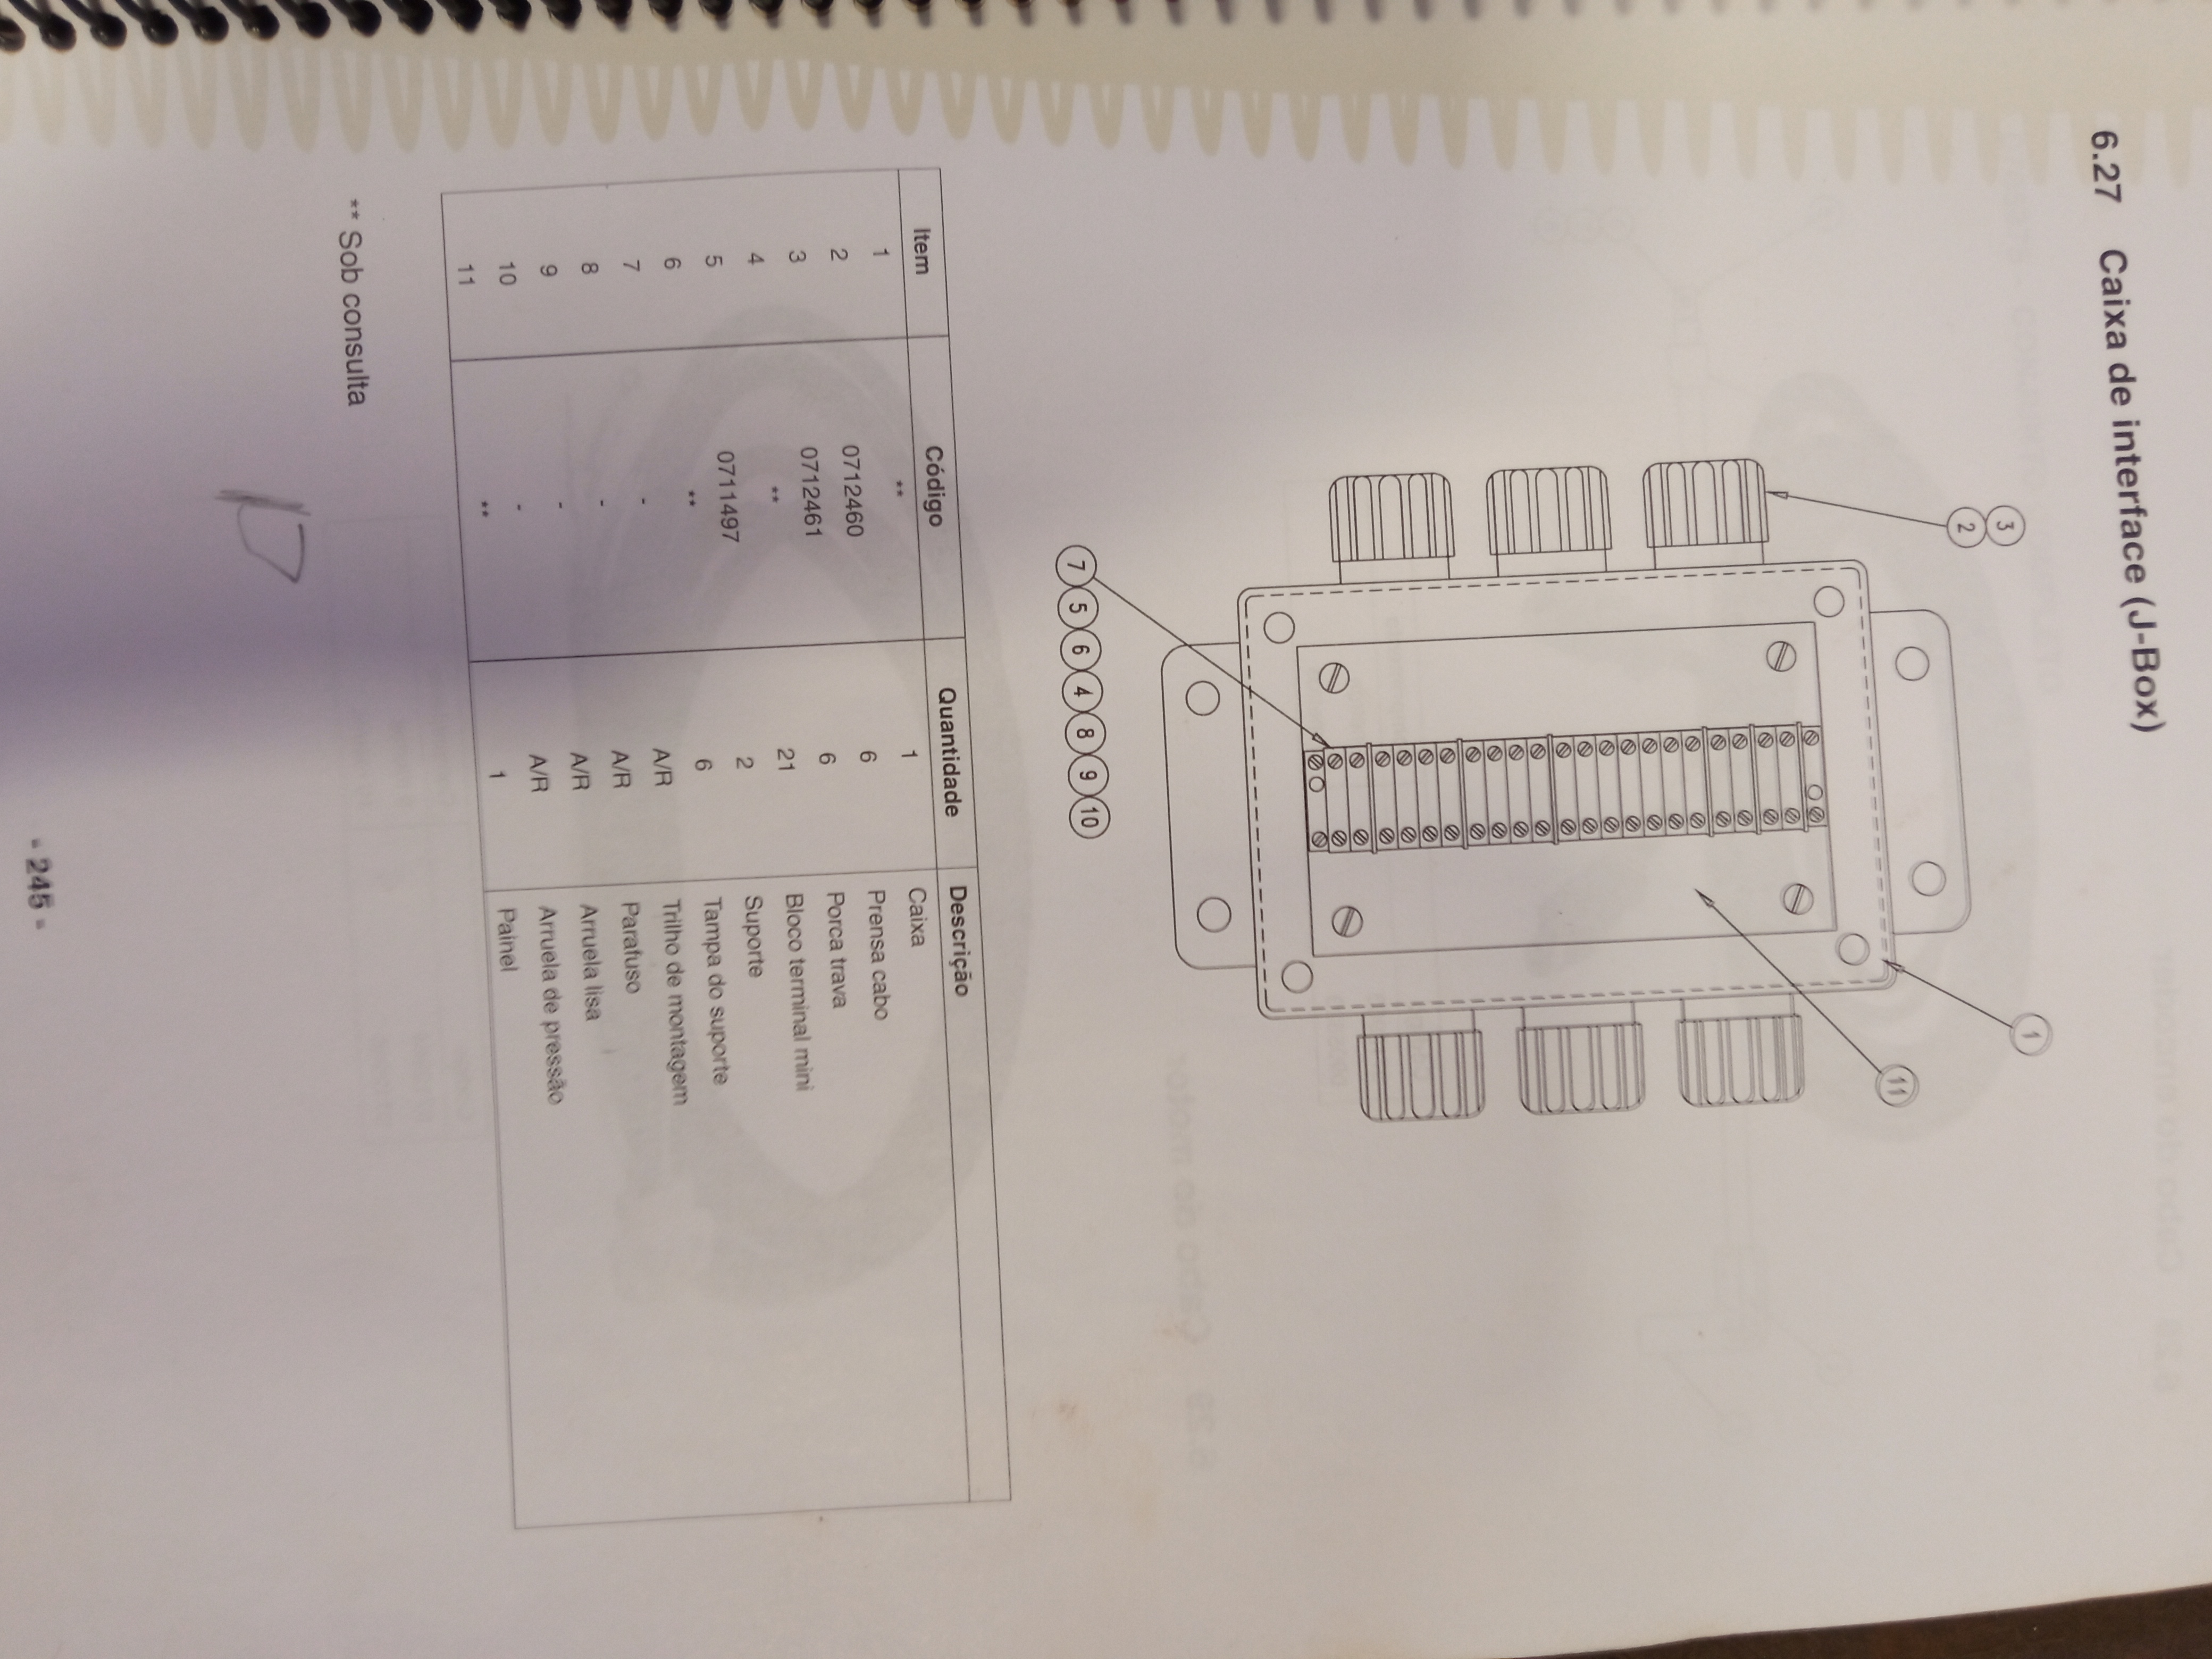 6.27 Caixa de interface (J-Box)
3
2
1
11
7 5 6 4 8 9 10
Item Código Quantidade Descrição
1 ** 1 Caixa
2 0712460 6 Prensa cabo
3 0712461 6 Porca trava
4 ** 21 Bloco terminal mini
5 0711497 2 Suporte
6 ** 6 Tampa do suporte
7 - A/R Trilho de montagem
8 - A/R Parafuso
9 - A/R Arruela lisa
10 - A/R Arruela de pressão
11 ** 1 Painel
** Sob consulta
- 245 -